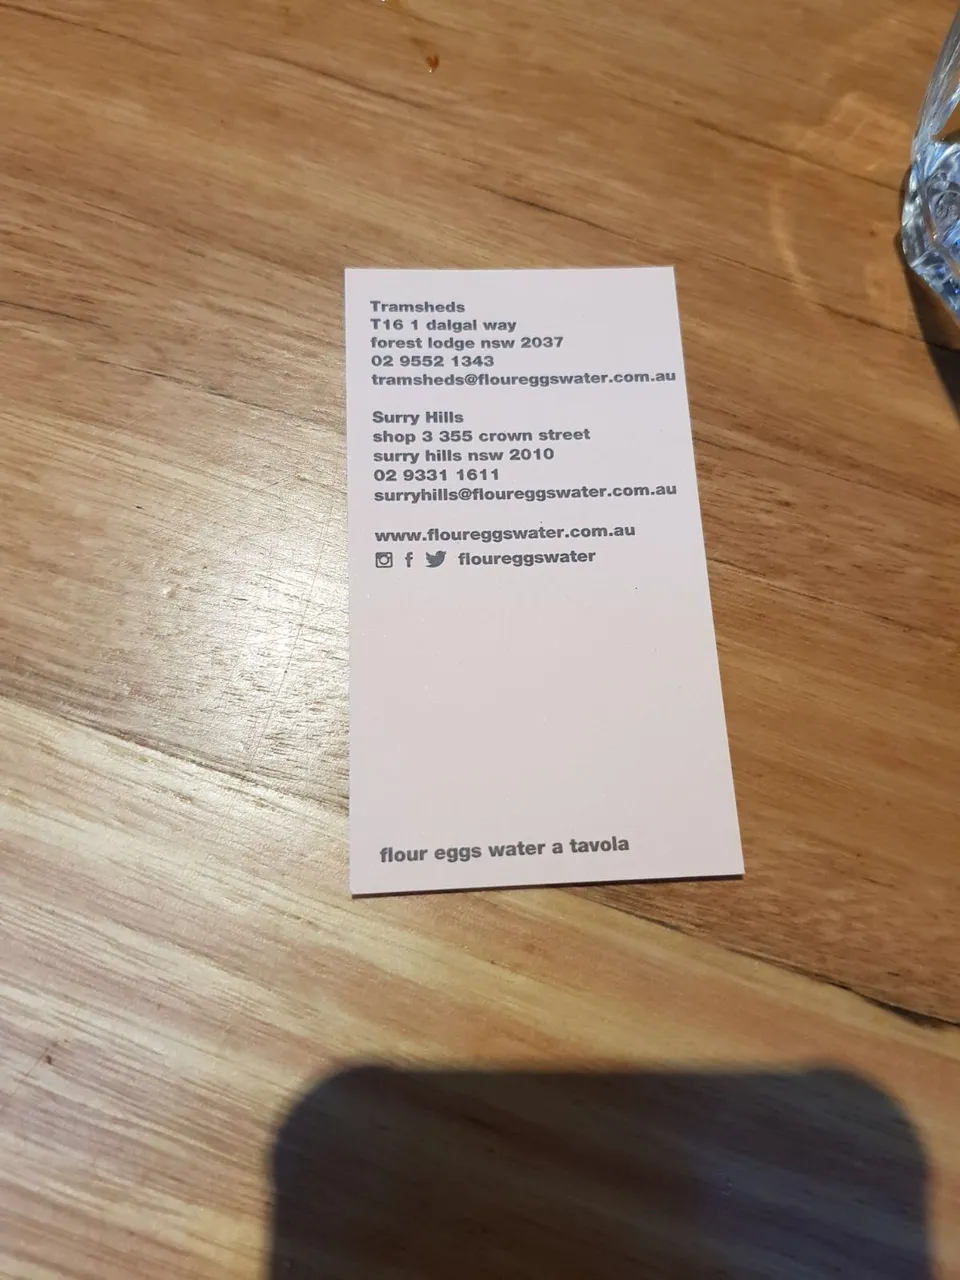 Tramsheds
T16 1 dalgal way
forest lodge nsw 2037
02 9552 1343
tramsheds@floureggswater.com.au
Surry Hills
shop 3 355 crown street
surry hills nsw 2010
02 9331 1611
surryhills@floureggswater.com.au
www.floureggswater.com.au
floureggswater
flour eggs water a tavola